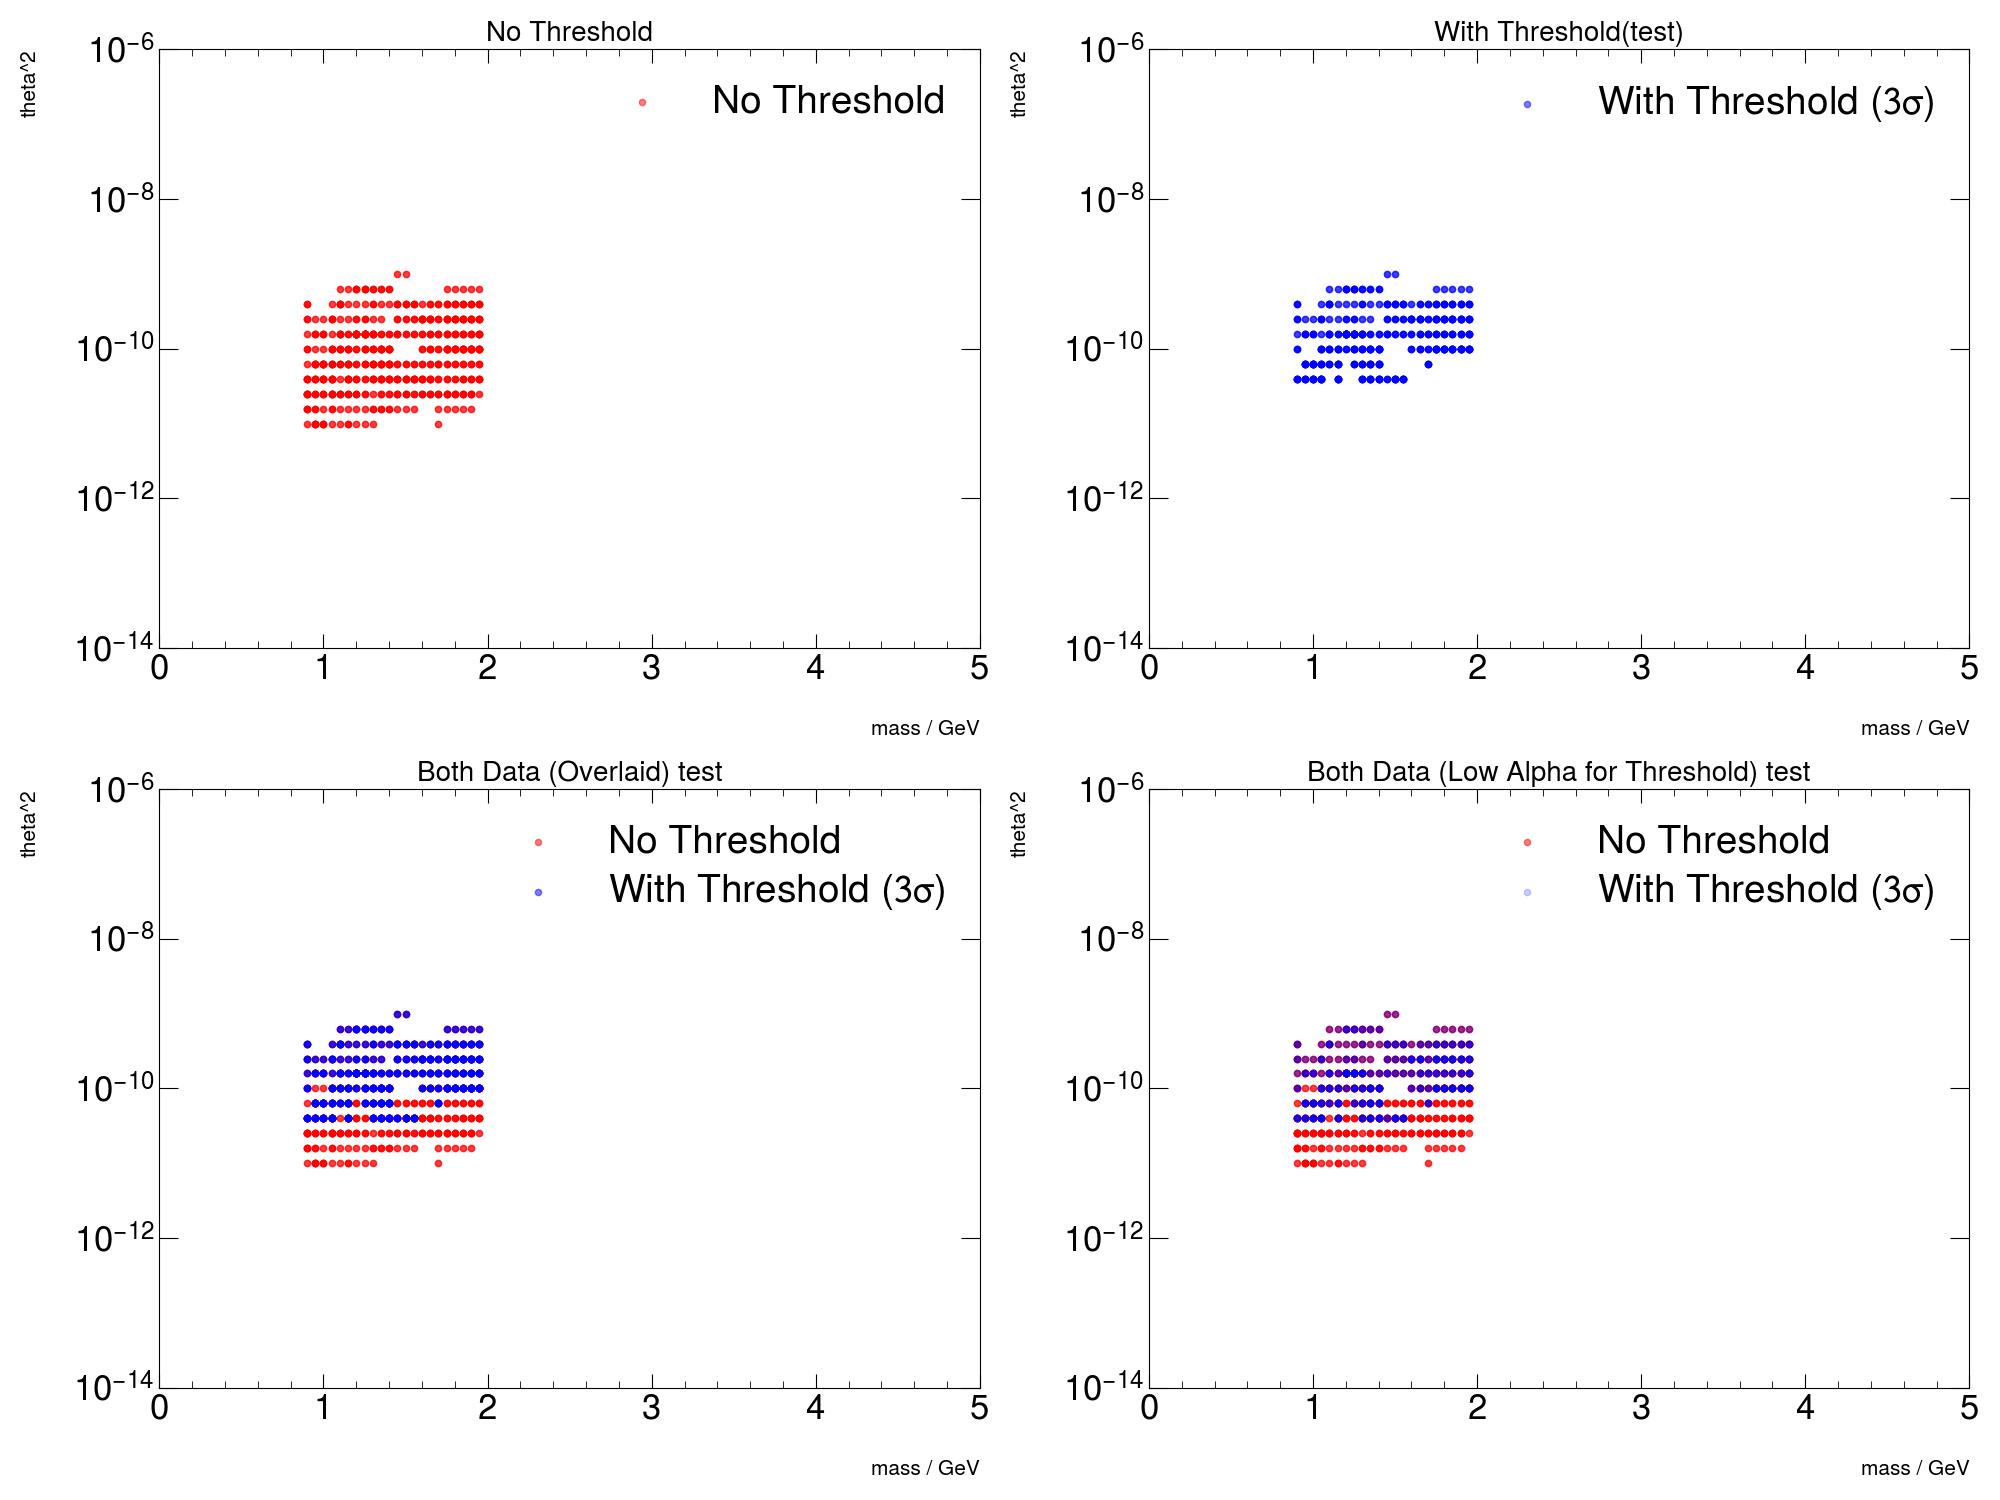 No Threshold
theta^2
10⁻⁶
10⁻⁸
10⁻¹⁰
10⁻¹²
10⁻¹⁴
No Threshold
0 1 2 3 4 5
mass / GeV
With Threshold(test)
theta^2
10⁻⁶
10⁻⁸
10⁻¹⁰
10⁻¹²
10⁻¹⁴
With Threshold (3σ)
0 1 2 3 4 5
mass / GeV
Both Data (Overlaid) test
theta^2
10⁻⁶
10⁻⁸
10⁻¹⁰
10⁻¹²
10⁻¹⁴
No Threshold
With Threshold (3σ)
0 1 2 3 4 5
mass / GeV
Both Data (Low Alpha for Threshold) test
theta^2
10⁻⁶
10⁻⁸
10⁻¹⁰
10⁻¹²
10⁻¹⁴
No Threshold
With Threshold (3σ)
0 1 2 3 4 5
mass / GeV